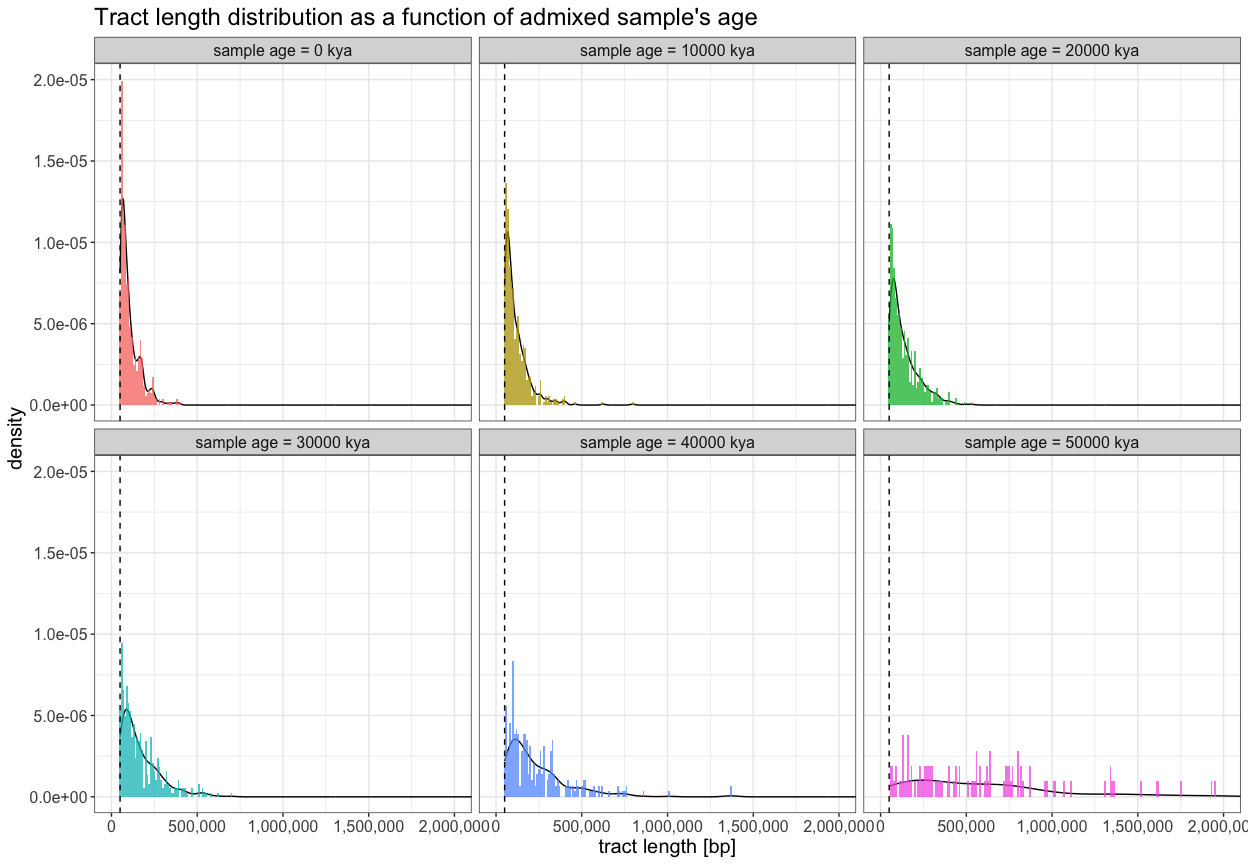 Tract length distribution as a function of admixed sample's age
sample age = 0 kya
sample age = 10000 kya
sample age = 20000 kya
2.0e-05
1.5e-05
1.0e-05
5.0e-06
0.0e+00
density
sample age = 30000 kya
sample age = 40000 kya
sample age = 50000 kya
2.0e-05
1.5e-05
1.0e-05
5.0e-06
0.0e+00
0 500,000 1,000,000 1,500,000 2,000,000
0 500,000 1,000,000 1,500,000 2,000,000
0 500,000 1,000,000 1,500,000 2,000,0
tract length [bp]